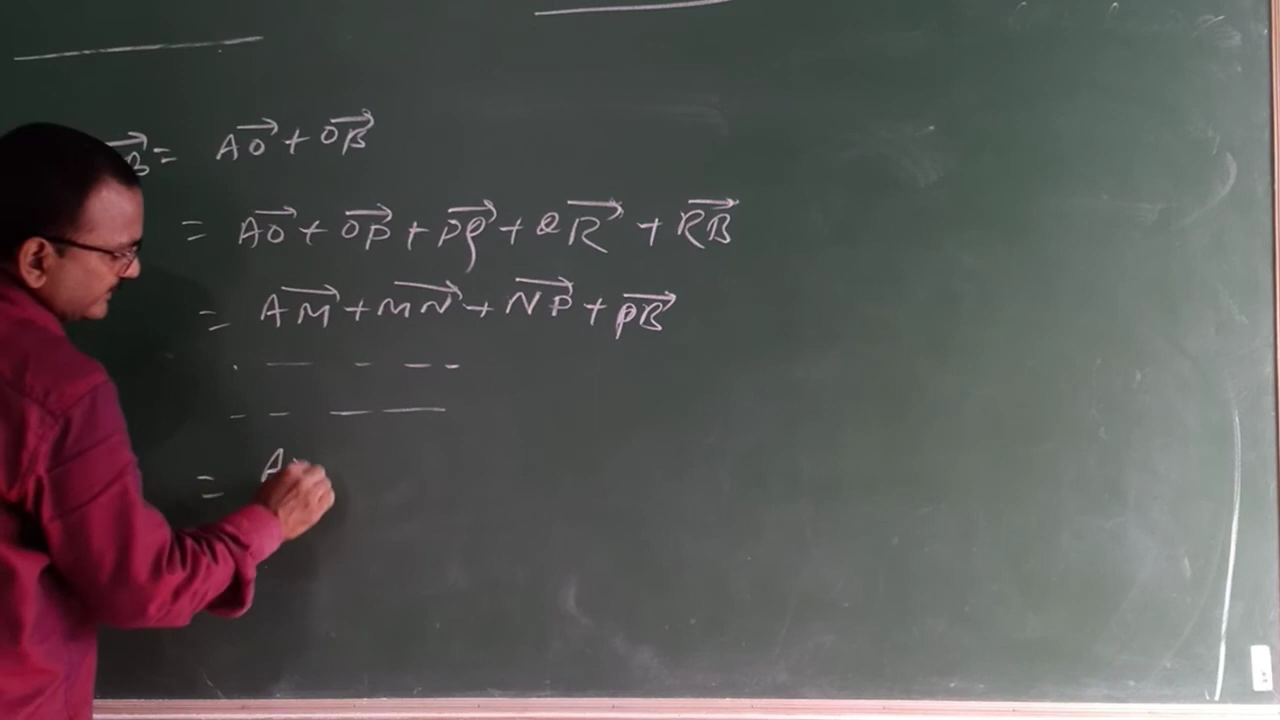 B⃗ = AO⃗ + OB⃗
= AO⃗ + OP⃗ + PQ⃗ + QR⃗ + RB⃗
= AM⃗ + MN⃗ + NP⃗ + PB⃗
. — - - -
- - — —
= A